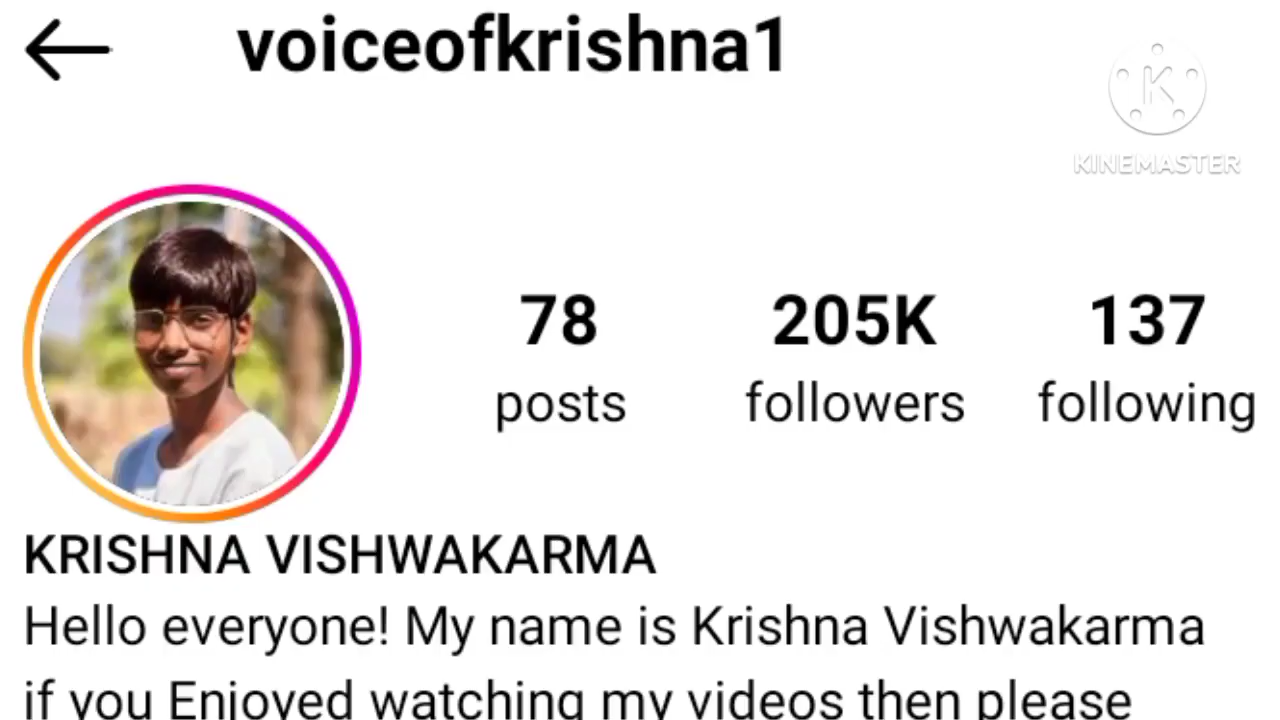 voiceofkrishna1
KINEMASTER
78 205K 137
posts followers following
KRISHNA VISHWAKARMA
Hello everyone! My name is Krishna Vishwakarma
if you Enjoyed watching my videos then please